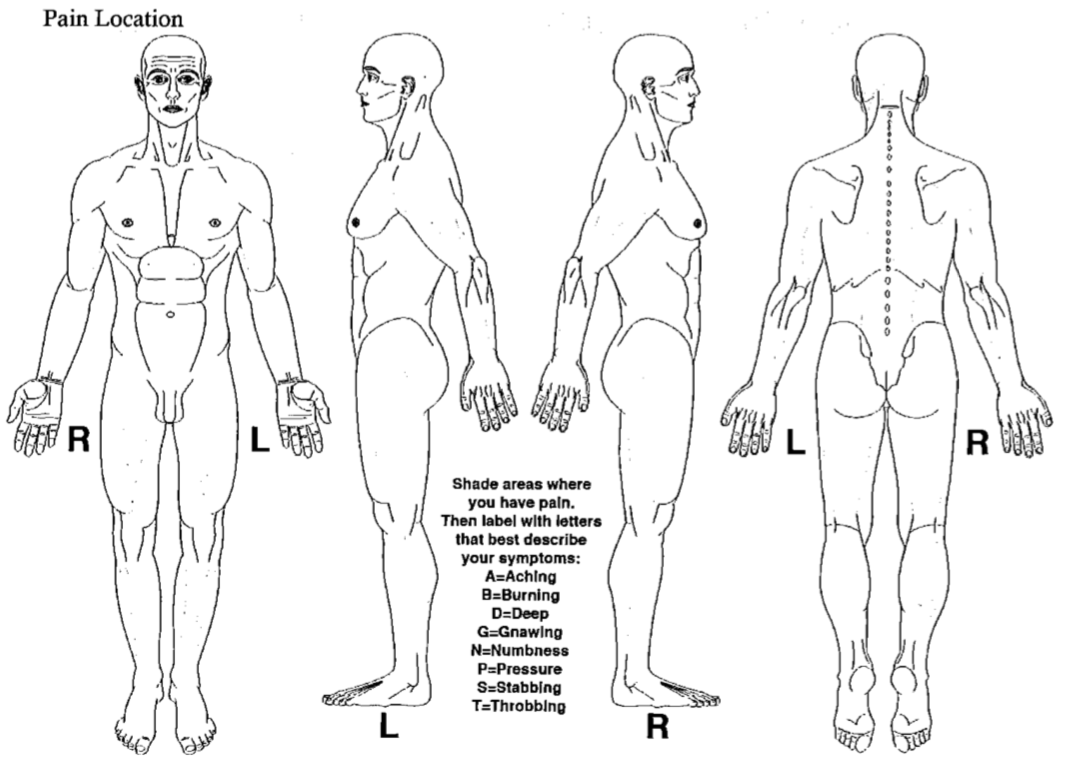 Pain Location
R
L
L
R
Shade areas where
you have pain.
Then label with letters
that best describe
your symptoms:
A=Aching
B=Burning
D=Deep
G=Gnawing
N=Numbness
P=Pressure
S=Stabbing
T=Throbbing
L
R